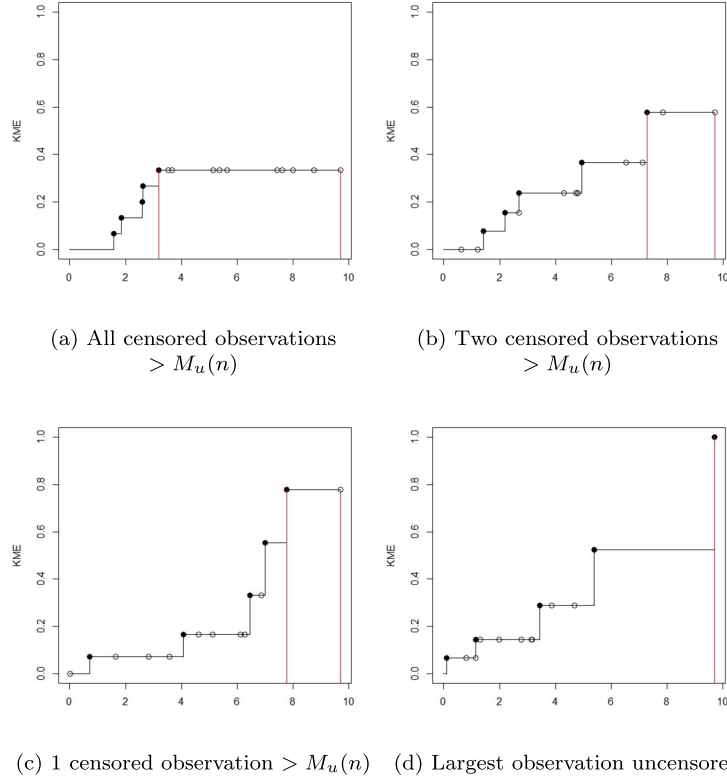 1.0
0.8
0.6
0.4
0.2
0.0
KME
0 2 4 6 8 10
1.0
0.8
0.6
0.4
0.2
0.0
KME
0 2 4 6 8 10
(a) All censored observations
> M_u(n)
(b) Two censored observations
> M_u(n)
1.0
0.8
0.6
0.4
0.2
0.0
KME
0 2 4 6 8 10
1.0
0.8
0.6
0.4
0.2
0.0
KME
0 2 4 6 8 10
(c) 1 censored observation > M_u(n)
(d) Largest observation uncensore